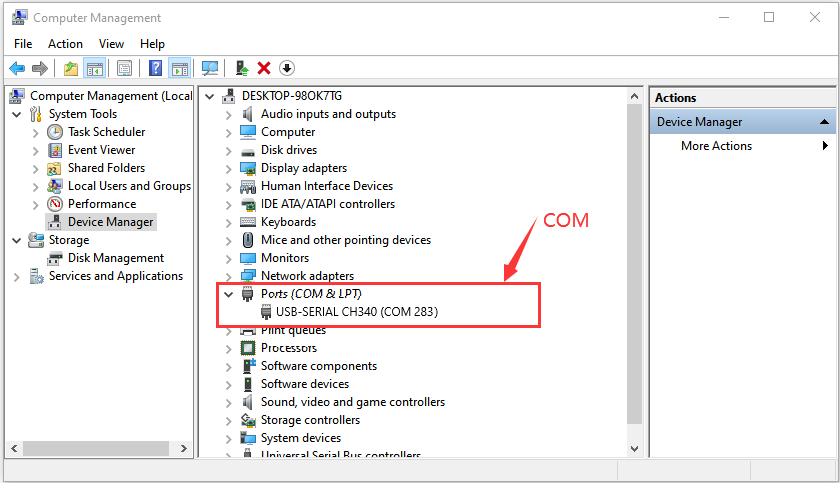 Computer Management
File Action View Help
Computer Management (Local
System Tools
Task Scheduler
Event Viewer
Shared Folders
Local Users and Groups
Performance
Device Manager
Storage
Disk Management
Services and Applications
DESKTOP-98OK7TG
Audio inputs and outputs
Computer
Disk drives
Display adapters
Human Interface Devices
IDE ATA/ATAPI controllers
Keyboards
Mice and other pointing devices
Monitors
Network adapters
Ports (COM & LPT)
USB-SERIAL CH340 (COM 283)
Print queues
Processors
Software components
Software devices
Sound, video and game controllers
Storage controllers
System devices
Universal Serial Bus controllers
COM
Actions
Device Manager
More Actions